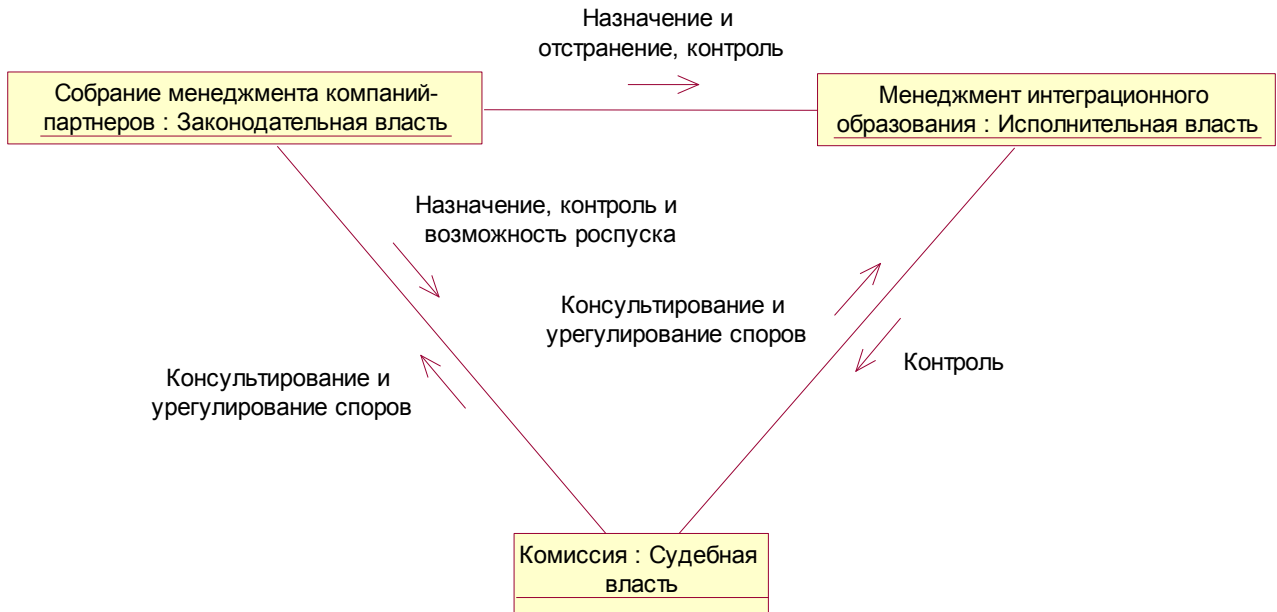 Назначение и
отстранение, контроль
Собрание менеджмента компаний-
партнеров : Законодательная власть
Менеджмент интеграционного
образования : Исполнительная власть
Назначение, контроль и
возможность роспуска
Консультирование и
урегулирование споров
Контроль
Консультирование и
урегулирование споров
Комиссия : Судебная
власть